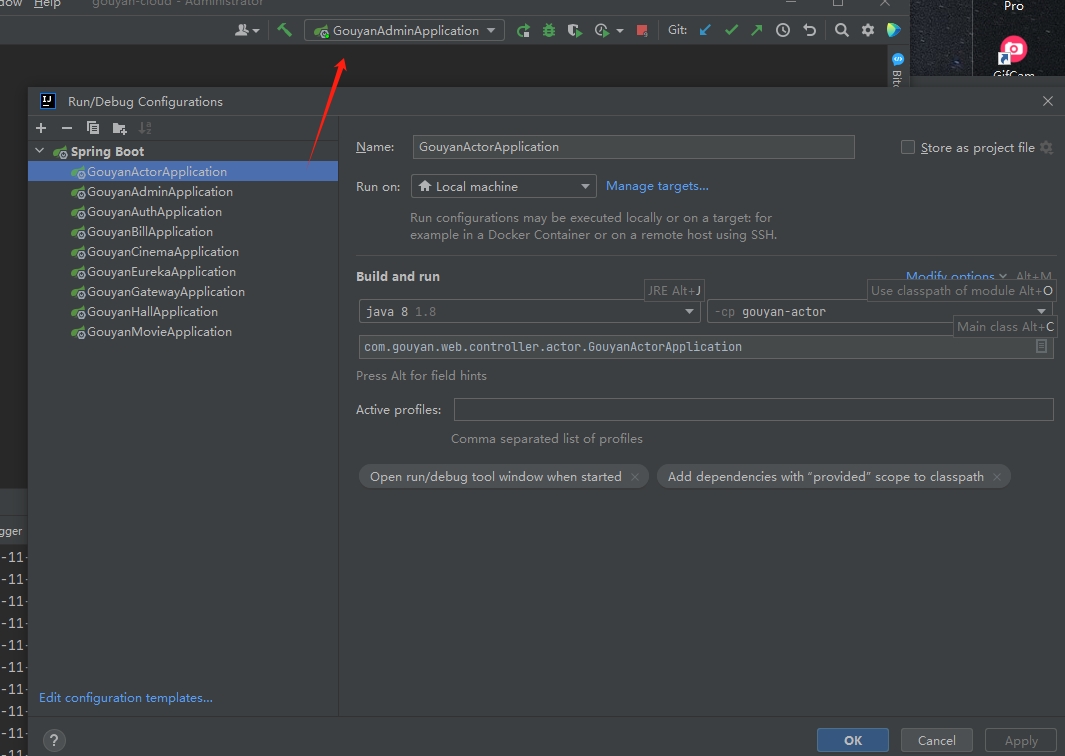 dow Help gouyan-cloud - Administrator
Pro
GouyanAdminApplication Git:
GifCam
Run/Debug Configurations
Spring Boot
GouyanActorApplication
GouyanAdminApplication
GouyanAuthApplication
GouyanBillApplication
GouyanCinemaApplication
GouyanEurekaApplication
GouyanGatewayApplication
GouyanHallApplication
GouyanMovieApplication
Edit configuration templates...
Name: GouyanActorApplication Store as project file
Run on: Local machine Manage targets...
Run configurations may be executed locally or on a target: for
example in a Docker Container or on a remote host using SSH.
Build and run Modify options Alt+M
JRE Alt+J Use classpath of module Alt+O
java 8 1.8 -cp gouyan-actor
Main class Alt+C
com.gouyan.web.controller.actor.GouyanActorApplication
Press Alt for field hints
Active profiles:
Comma separated list of profiles
Open run/debug tool window when started × Add dependencies with “provided” scope to classpath ×
gger
-11-
-11-
-11-
-11-
-11-
-11-
-11-
-11-
-11-
-11-
? OK Cancel Apply